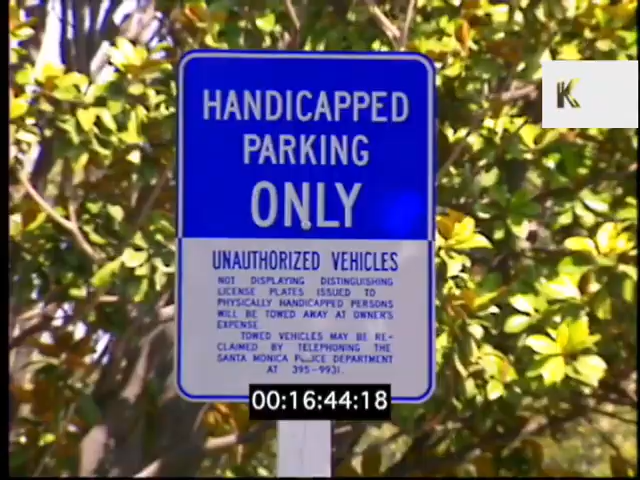 K
HANDICAPPED
PARKING
ONLY
UNAUTHORIZED VEHICLES
NOT DISPLAYING DISTINGUISHING
LICENSE PLATES ISSUED TO
PHYSICALLY HANDICAPPED PERSONS
WILL BE TOWED AWAY AT OWNER'S
EXPENSE
TOWED VEHICLES MAY BE RE-
CLAIMED BY TELEPHONING THE
SANTA MONICA POLICE DEPARTMENT
AT 395-9931.
00:16:44:18